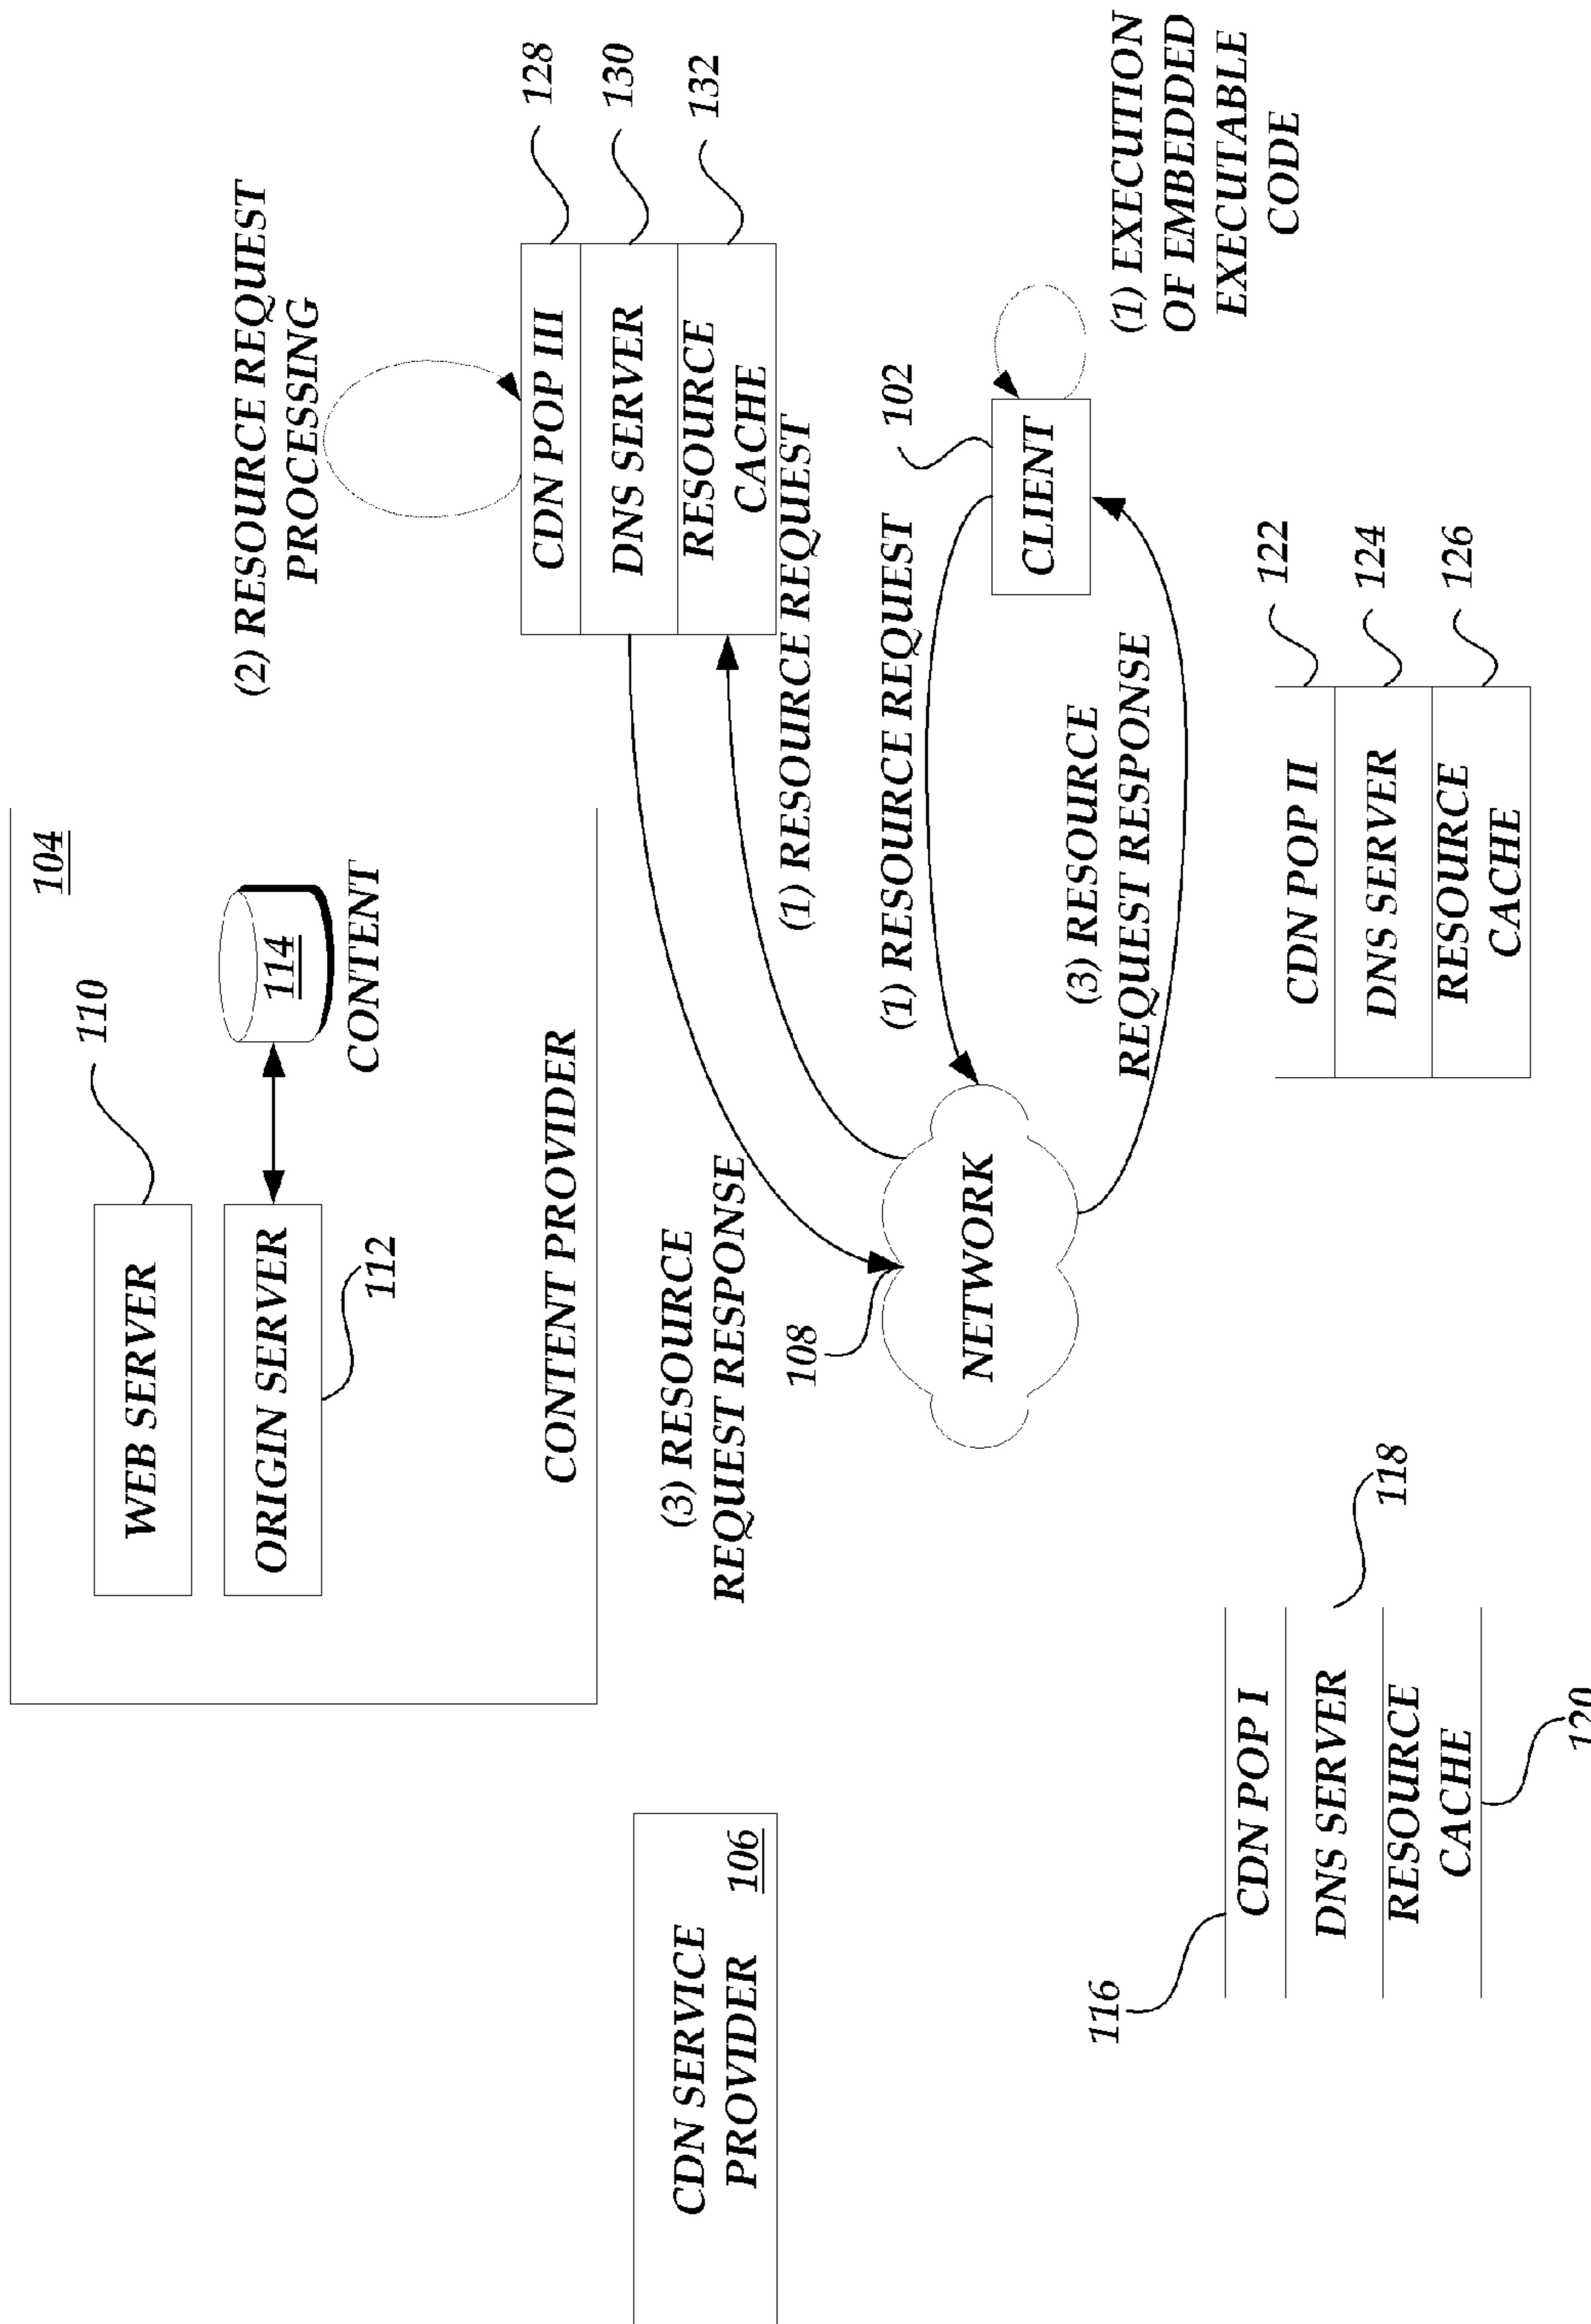 104
110
WEB SERVER
ORIGIN SERVER
112
114
CONTENT
CONTENT PROVIDER
(2) RESOURCE REQUEST
PROCESSING
CDN POP III
128
DNS SERVER
130
RESOURCE
CACHE
132
CDN SERVICE
PROVIDER
106
(3) RESOURCE
REQUEST RESPONSE
(1) RESOURCE REQUEST
108
NETWORK
(1) RESOURCE REQUEST
102
CLIENT
(3) RESOURCE
REQUEST RESPONSE
(1) EXECUTION
OF EMBEDDED
EXECUTABLE
CODE
116
CDN POP I
DNS SERVER
118
RESOURCE
CACHE
120
CDN POP II
122
DNS SERVER
124
RESOURCE
CACHE
126